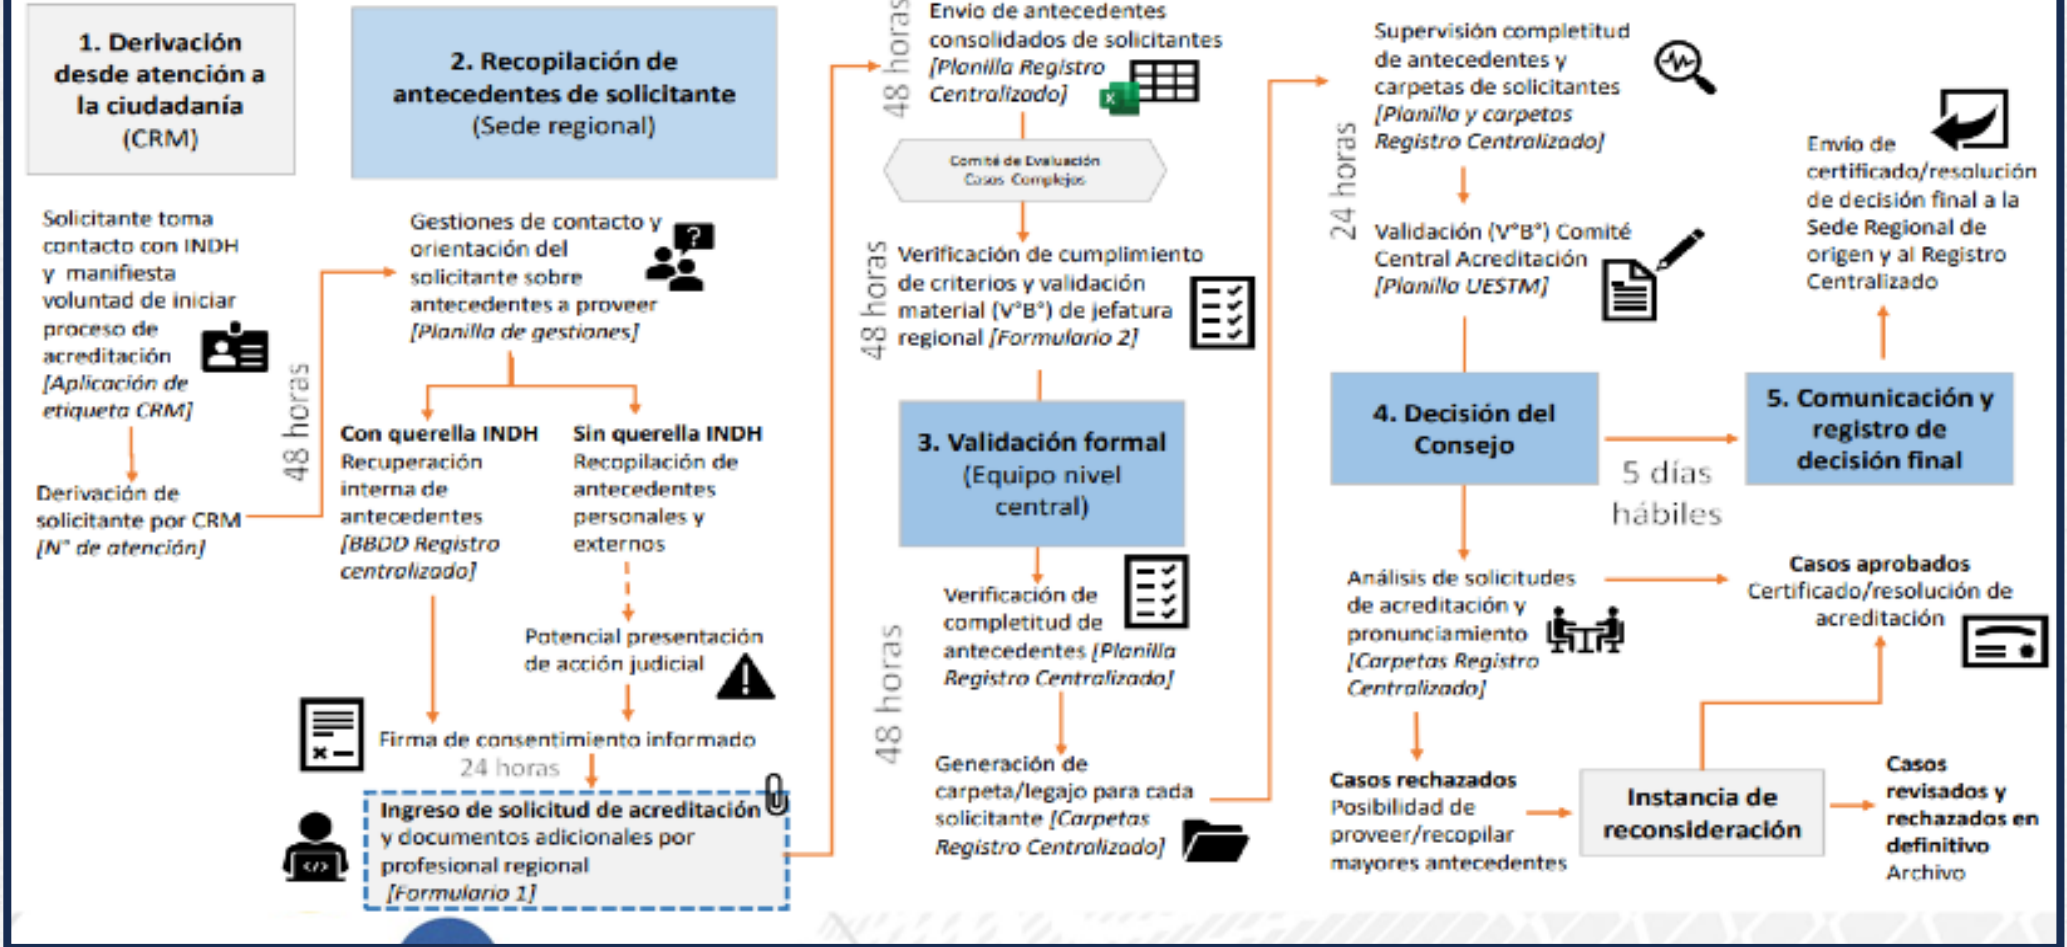 1. Derivación
desde atención a
la ciudadanía
(CRM)
Solicitante toma
contacto con INDH
y manifiesta
voluntad de iniciar
proceso de
acreditación
[Aplicación de
etiqueta CRM]
Derivación de
solicitante por CRM
[N° de atención]
48 horas
2. Recopilación de
antecedentes de solicitante
(Sede regional)
Gestiones de contacto y
orientación del
solicitante sobre
antecedentes a proveer
[Planilla de gestiones]
Con querella INDH
Recuperación
interna de
antecedentes
[BBDD Registro
centralizado]
Sin querella INDH
Recopilación de
antecedentes
personales y
externos
Potencial presentación
de acción judicial
Firma de consentimiento informado
24 horas
Ingreso de solicitud de acreditación
y documentos adicionales por
profesional regional
[Formulario 1]
48 horas
Envio de antecedentes
consolidados de solicitantes
[Planilla Registro
Centralizado]
Comité de Evaluación
Casos Complejos
48 horas
Verificación de cumplimiento
de criterios y validación
material (V°B°) de jefatura
regional [Formulario 2]
3. Validación formal
(Equipo nivel
central)
48 horas
Verificación de
completitud de
antecedentes [Planilla
Registro Centralizado]
Generación de
carpeta/legajo para cada
solicitante [Carpetas
Registro Centralizado]
24 horas
Supervisión completitud
de antecedentes y
carpetas de solicitantes
[Planilla y carpetas
Registro Centralizado]
Validación (V°B°) Comité
Central Acreditación
[Planilla UESTM]
4. Decisión del
Consejo
5 días
hábiles
Análisis de solicitudes
de acreditación y
pronunciamiento
[Carpetas Registro
Centralizado]
Casos rechazados
Posibilidad de
proveer/recopilar
mayores antecedentes
Instancia de
reconsideración
Envío de
certificado/resolución
de decisión final a la
Sede Regional de
origen y al Registro
Centralizado
5. Comunicación y
registro de
decisión final
Casos aprobados
Certificado/resolución de
acreditación
Casos
revisados y
rechazados en
definitivo
Archivo